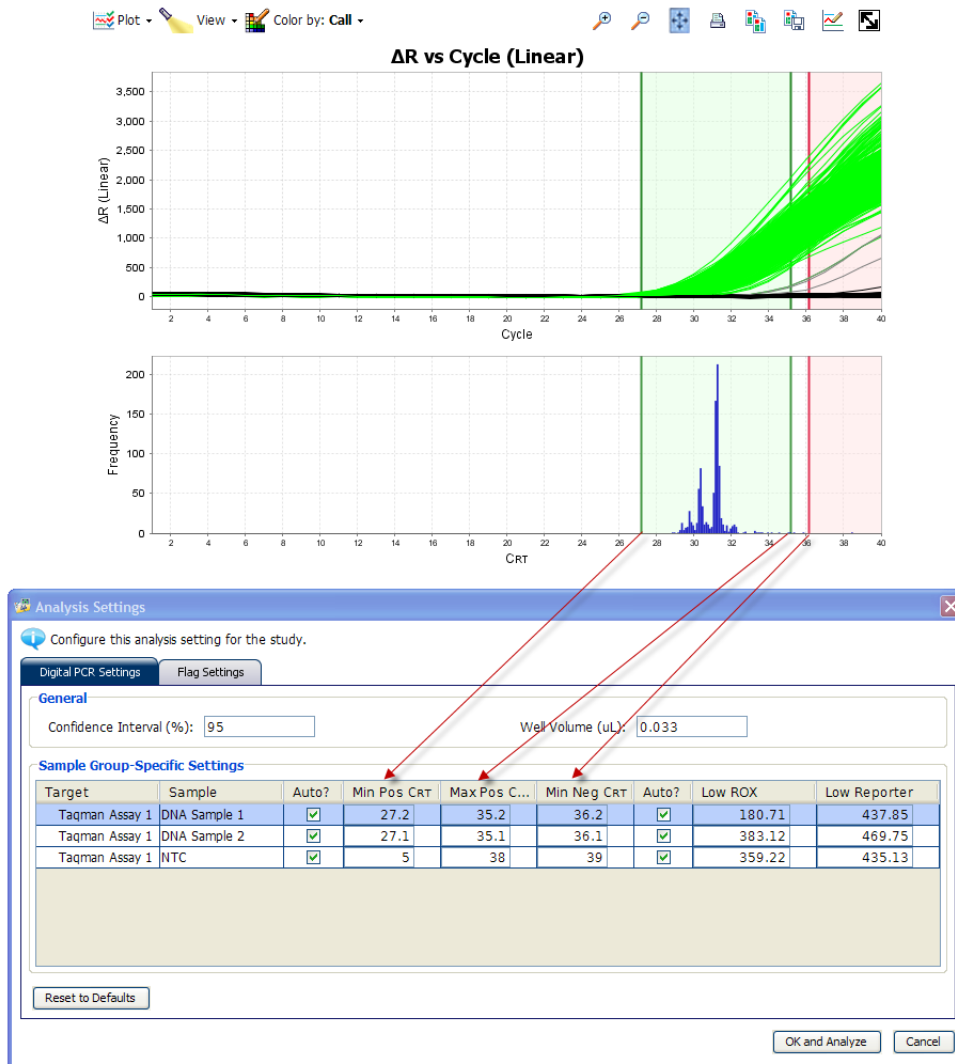 Plot View Color by: Call
ΔR vs Cycle (Linear)
3,500
3,000
2,500
2,000
1,500
1,000
500
0
ΔR (Linear)
2 4 6 8 10 12 14 16 18 20 22 24 26 28 30 32 34 36 38 40
Cycle
200
150
100
50
0
Frequency
2 4 6 8 10 12 14 16 18 20 22 24 26 28 30 32 34 36 38 40
CRT
Analysis Settings
Configure this analysis setting for the study.
Digital PCR Settings Flag Settings
General
Confidence Interval (%): 95 Well Volume (uL): 0.033
Sample Group-Specific Settings
Target Sample Auto? Min Pos CRT Max Pos C... Min Neg CRT Auto? Low ROX Low Reporter
Taqman Assay 1 DNA Sample 1 27.2 35.2 36.2 180.71 437.85
Taqman Assay 1 DNA Sample 2 27.1 35.1 36.1 383.12 469.75
Taqman Assay 1 NTC 5 38 39 359.22 435.13
Reset to Defaults
OK and Analyze Cancel